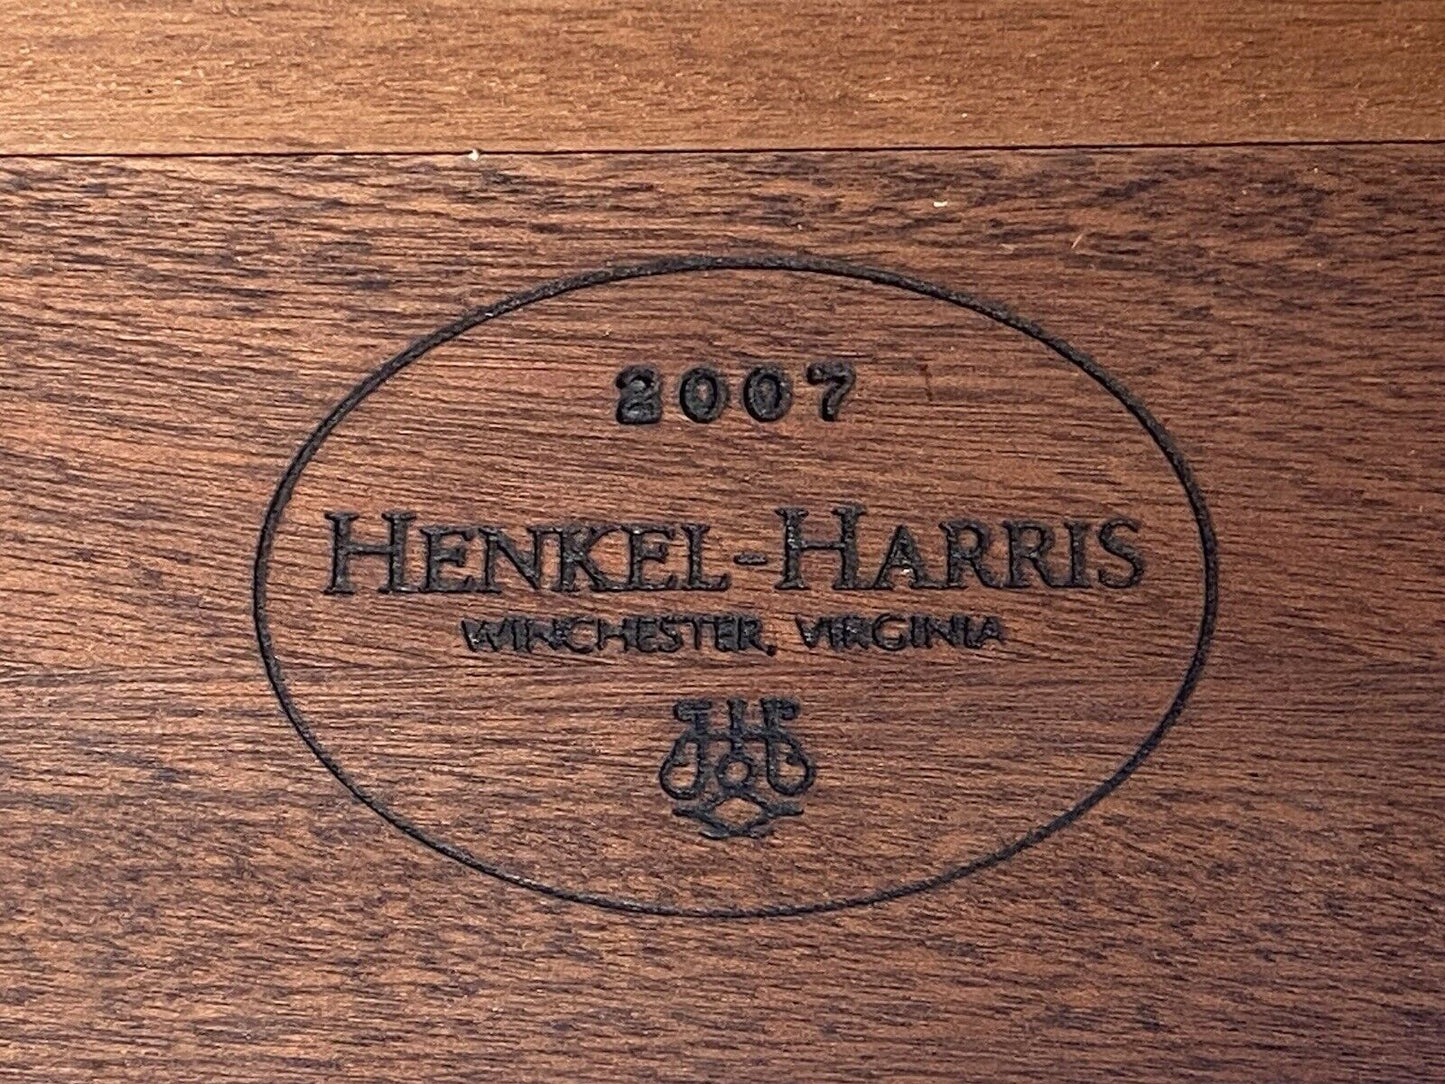 2007
HENKEL-HARRIS
WINCHESTER, VIRGINIA